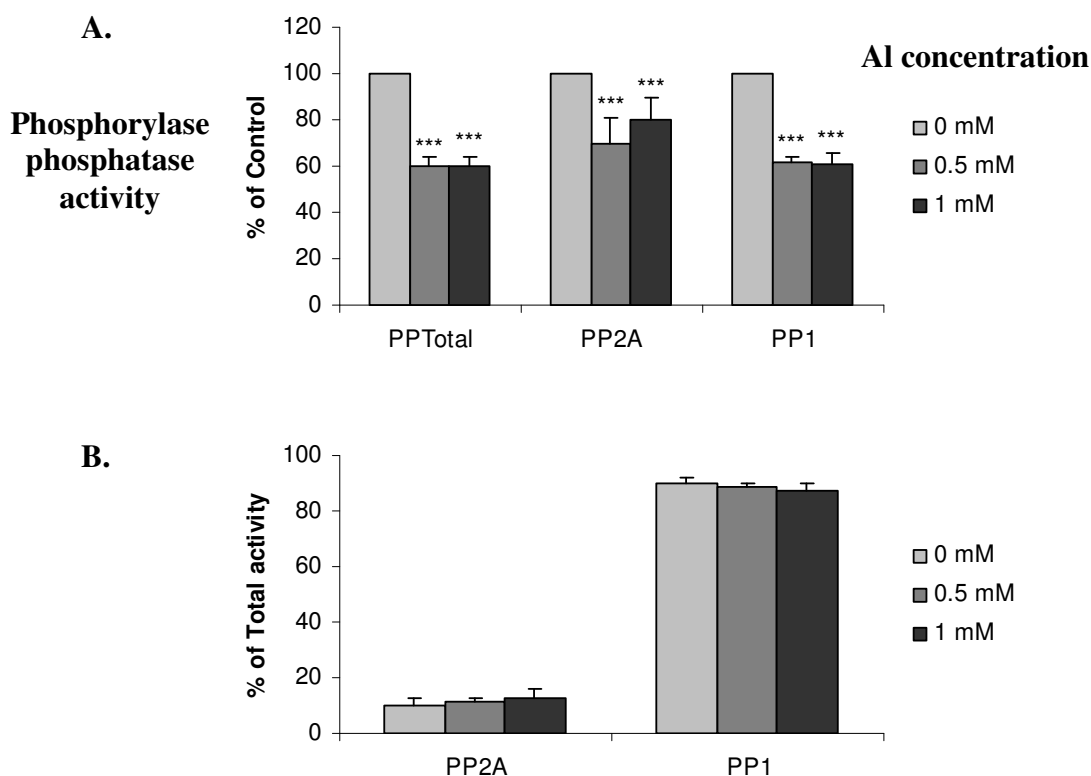 A.
Phosphorylase
phosphatase
activity
% of Control
120
100
80
60
40
20
0
*** ***
*** ***
*** ***
PPTotal PP2A PP1
Al concentration
0 mM
0.5 mM
1 mM
B.
% of Total activity
100
80
60
40
20
0
PP2A PP1
0 mM
0.5 mM
1 mM